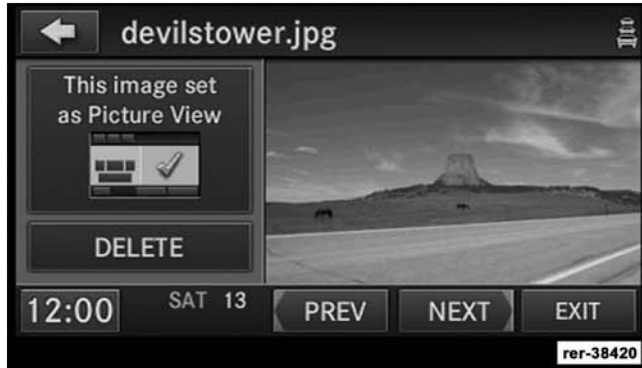 devilstower.jpg
This image set
as Picture View
DELETE
12:00
SAT 13
PREV
NEXT
EXIT
rer-38420